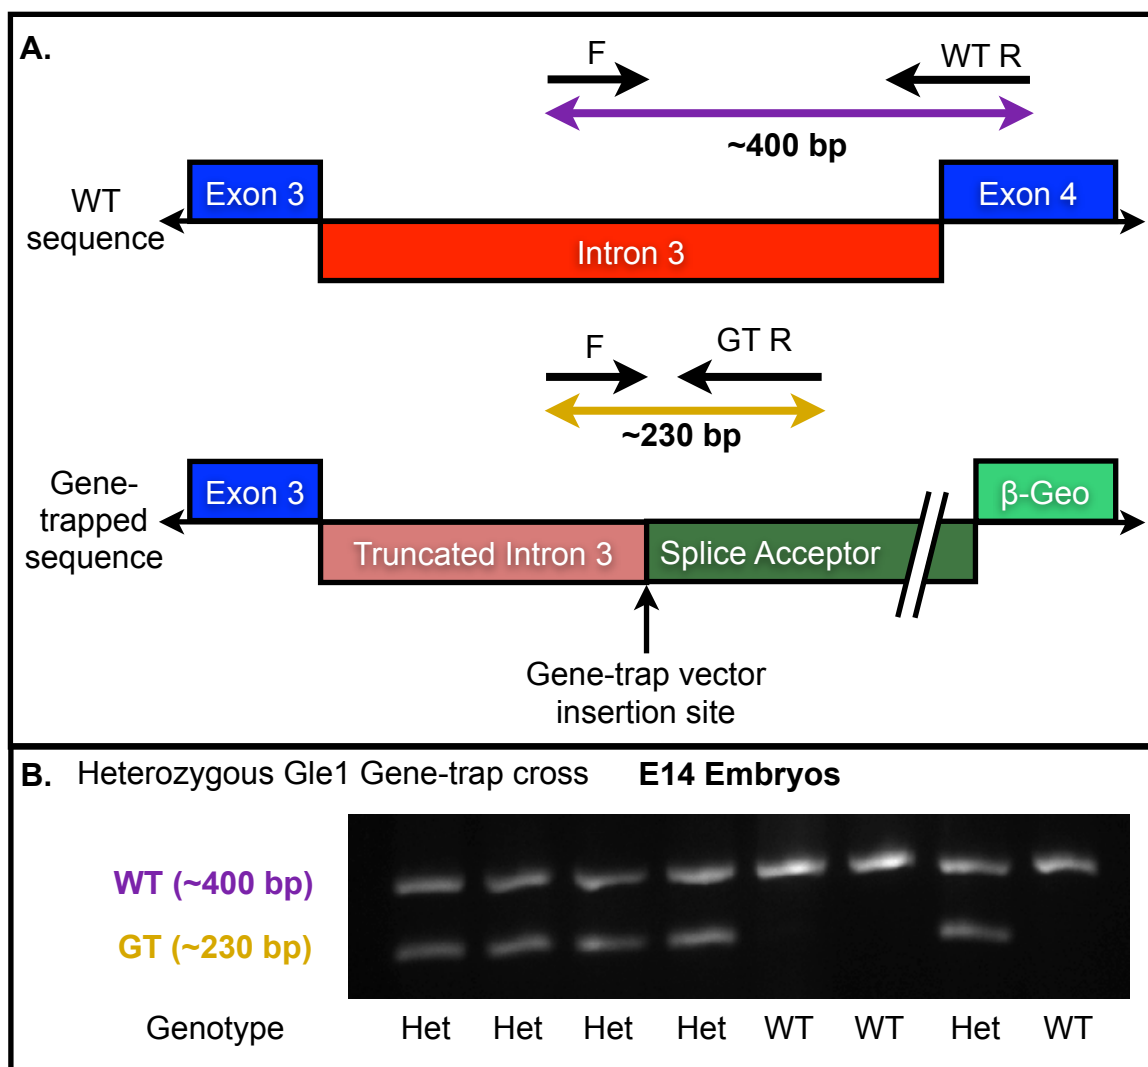 A.
F
WT R
~400 bp
WT
sequence
Exon 3
Exon 4
Intron 3
F
GT R
~230 bp
Gene-
trapped
sequence
Exon 3
β-Geo
Truncated Intron 3
Splice Acceptor
Gene-trap vector
insertion site
B. Heterozygous Gle1 Gene-trap cross E14 Embryos
WT (~400 bp)
GT (~230 bp)
Genotype Het Het Het Het WT WT Het WT